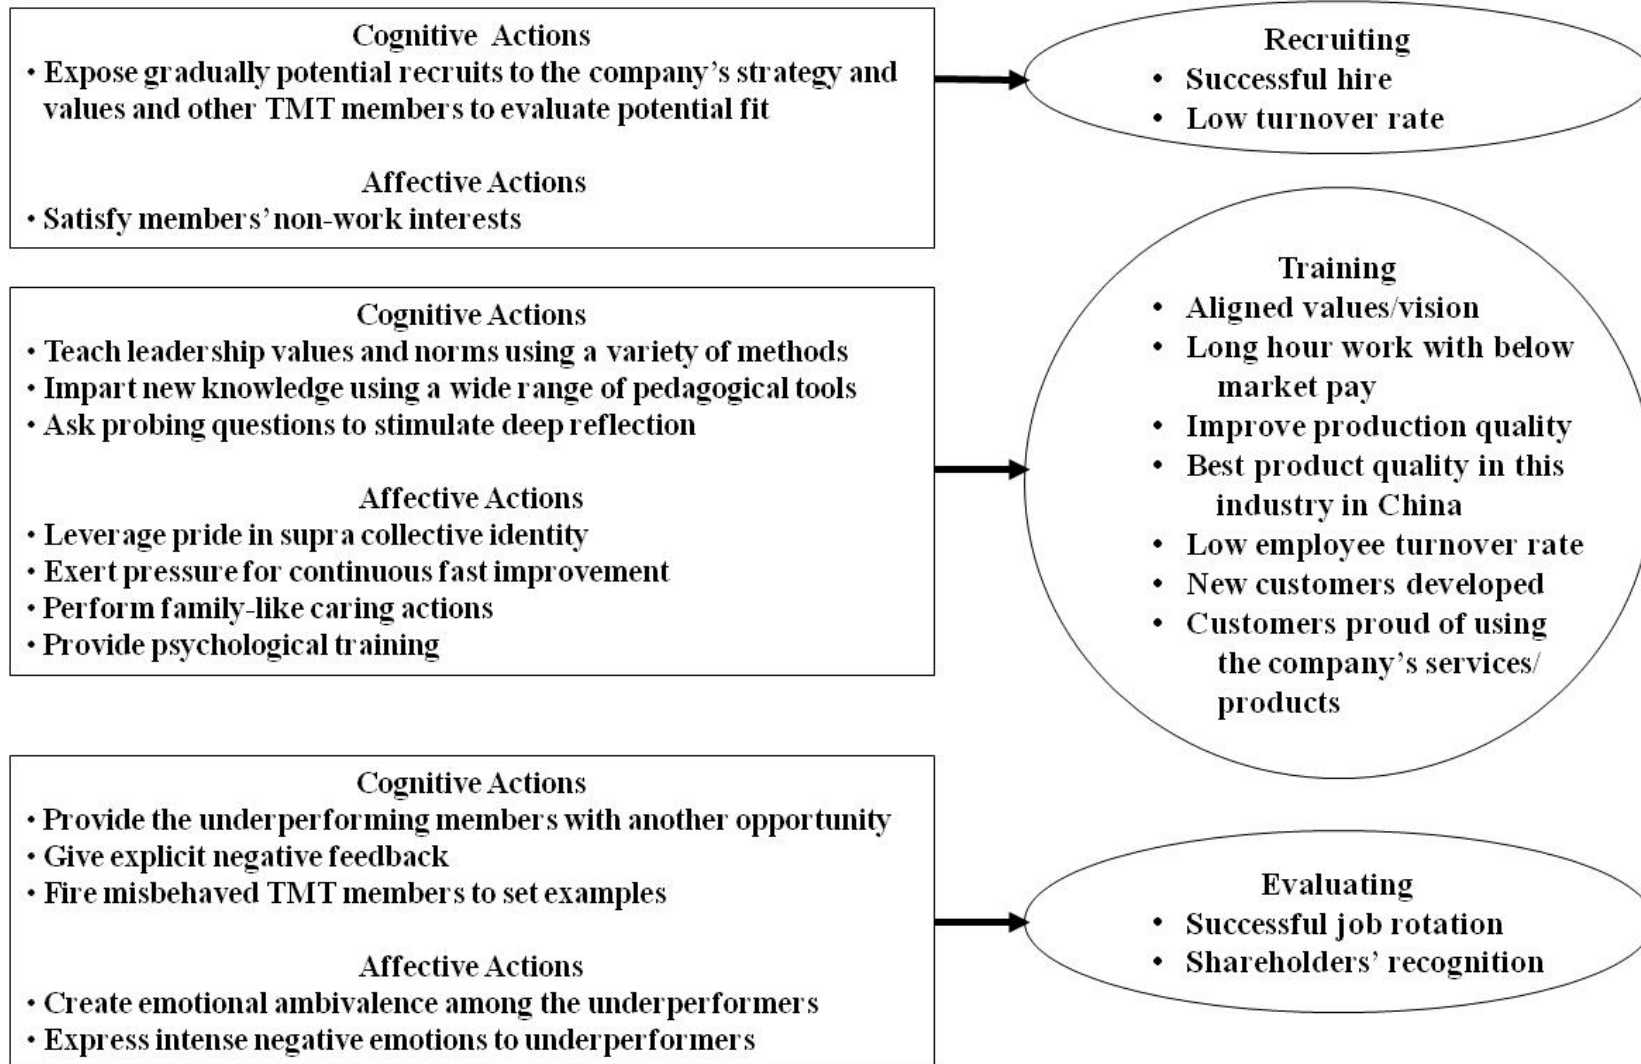 Cognitive Actions
• Expose gradually potential recruits to the company's strategy and
values and other TMT members to evaluate potential fit
Affective Actions
• Satisfy members' non-work interests
Recruiting
• Successful hire
• Low turnover rate
Cognitive Actions
• Teach leadership values and norms using a variety of methods
• Impart new knowledge using a wide range of pedagogical tools
• Ask probing questions to stimulate deep reflection
Affective Actions
• Leverage pride in supra collective identity
• Exert pressure for continuous fast improvement
• Perform family-like caring actions
• Provide psychological training
Training
• Aligned values/vision
• Long hour work with below
market pay
• Improve production quality
• Best product quality in this
industry in China
• Low employee turnover rate
• New customers developed
• Customers proud of using
the company's services/
products
Cognitive Actions
• Provide the underperforming members with another opportunity
• Give explicit negative feedback
• Fire misbehaved TMT members to set examples
Affective Actions
• Create emotional ambivalence among the underperformers
• Express intense negative emotions to underperformers
Evaluating
• Successful job rotation
• Shareholders' recognition